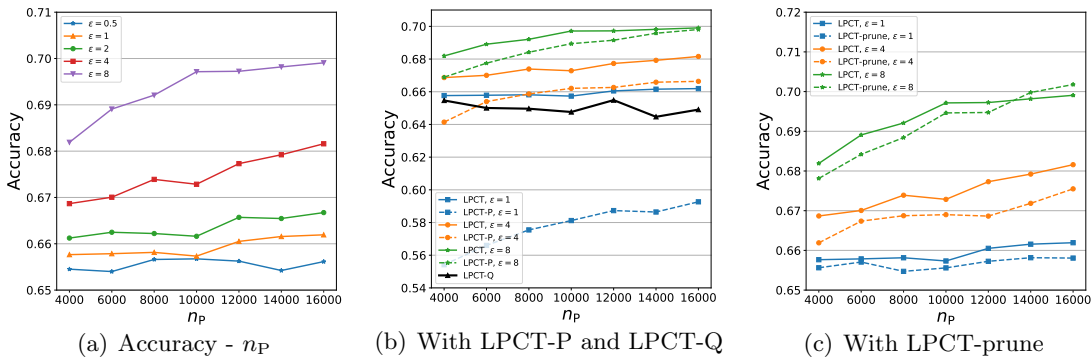 0.71
0.70
0.69
0.68
0.67
0.66
0.65
Accuracy
ε = 0.5
ε = 1
ε = 2
ε = 4
ε = 8
4000 6000 8000 10000 12000 14000 16000
n_P
(a) Accuracy - n_P
0.70
0.68
0.66
0.64
0.62
0.60
0.58
0.56
0.54
Accuracy
LPCT, ε = 1
LPCT-P, ε = 1
LPCT, ε = 4
LPCT-P, ε = 4
LPCT, ε = 8
LPCT-P, ε = 8
LPCT-Q
4000 6000 8000 10000 12000 14000 16000
n_P
(b) With LPCT-P and LPCT-Q
0.72
0.71
0.70
0.69
0.68
0.67
0.66
0.65
Accuracy
LPCT, ε = 1
LPCT-prune, ε = 1
LPCT, ε = 4
LPCT-prune, ε = 4
LPCT, ε = 8
LPCT-prune, ε = 8
4000 6000 8000 10000 12000 14000 16000
n_P
(c) With LPCT-prune